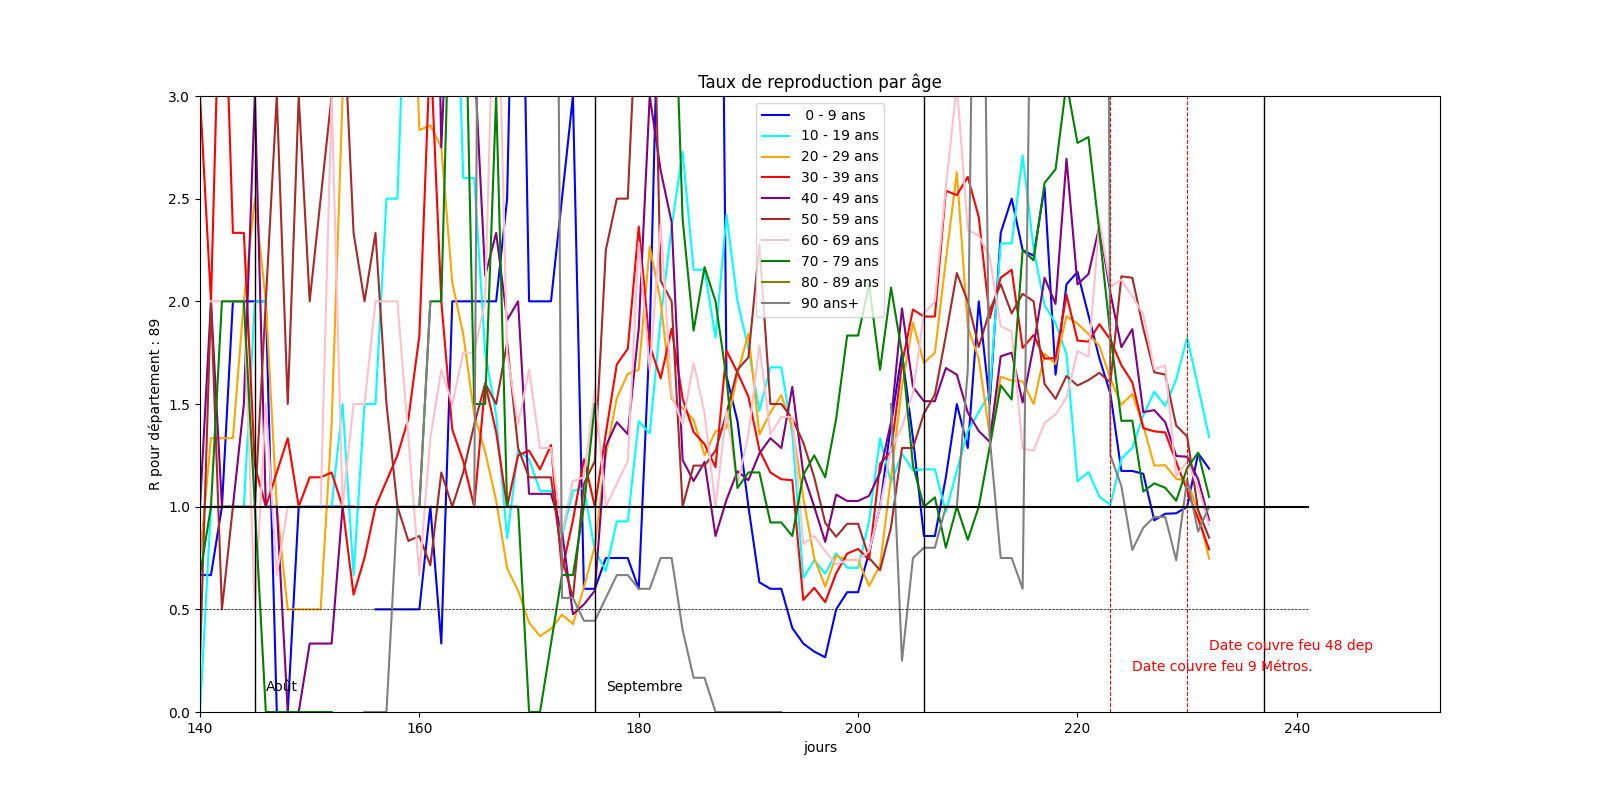 Taux de reproduction par âge
3.0
2.5
2.0
1.5
1.0
0.5
0.0
R pour département : 89
0 - 9 ans
10 - 19 ans
20 - 29 ans
30 - 39 ans
40 - 49 ans
50 - 59 ans
60 - 69 ans
70 - 79 ans
80 - 89 ans
90 ans+
Date couvre feu 48 dep
Date couvre feu 9 Métros.
Août
Septembre
140
160
180
200
220
240
jours